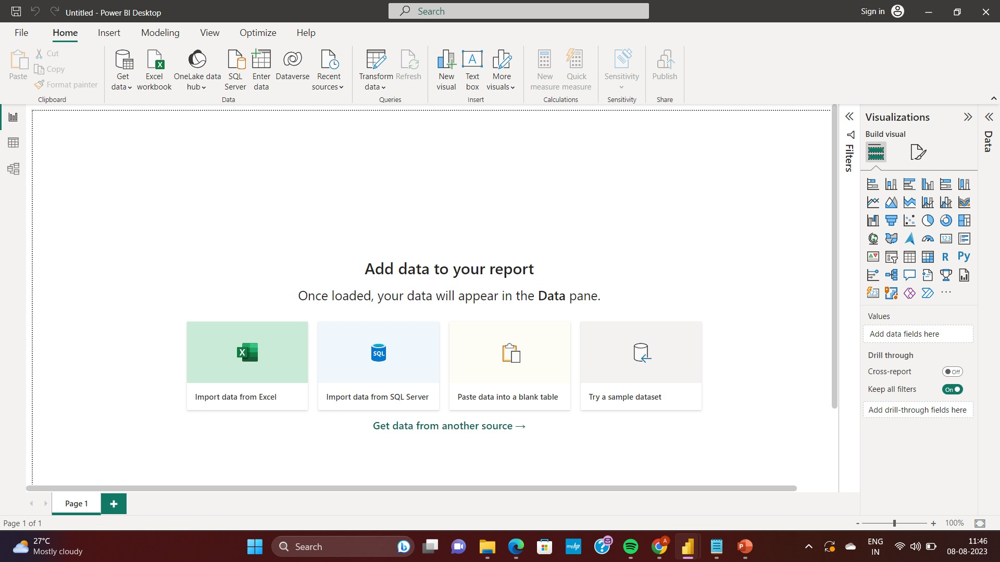 Untitled - Power BI Desktop
Search
Sign in
File
Home
Insert
Modeling
View
Optimize
Help
Paste
Cut
Copy
Format painter
Clipboard
Get data
Excel workbook
OneLake data hub
SQL Server
Enter data
Dataverse
Recent sources
Data
Transform data
Refresh
Queries
New visual
A
Text box
More visuals
Insert
New measure
Quick measure
Calculations
Sensitivity
Sensitivity
Publish
Share
Filters
Visualizations
Build visual
123
R
Py
123
Values
Add data fields here
Drill through
Cross-report
Off
Keep all filters
On
Add drill-through fields here
Data
Add data to your report
Once loaded, your data will appear in the Data pane.
X
SQL
Import data from Excel
Import data from SQL Server
Paste data into a blank table
Try a sample dataset
Get data from another source →
Page 1
+
Page 1 of 1
- + 100%
27°C
Mostly cloudy
Search
myhp
A
P
ENG
IN
11:46
08-08-2023